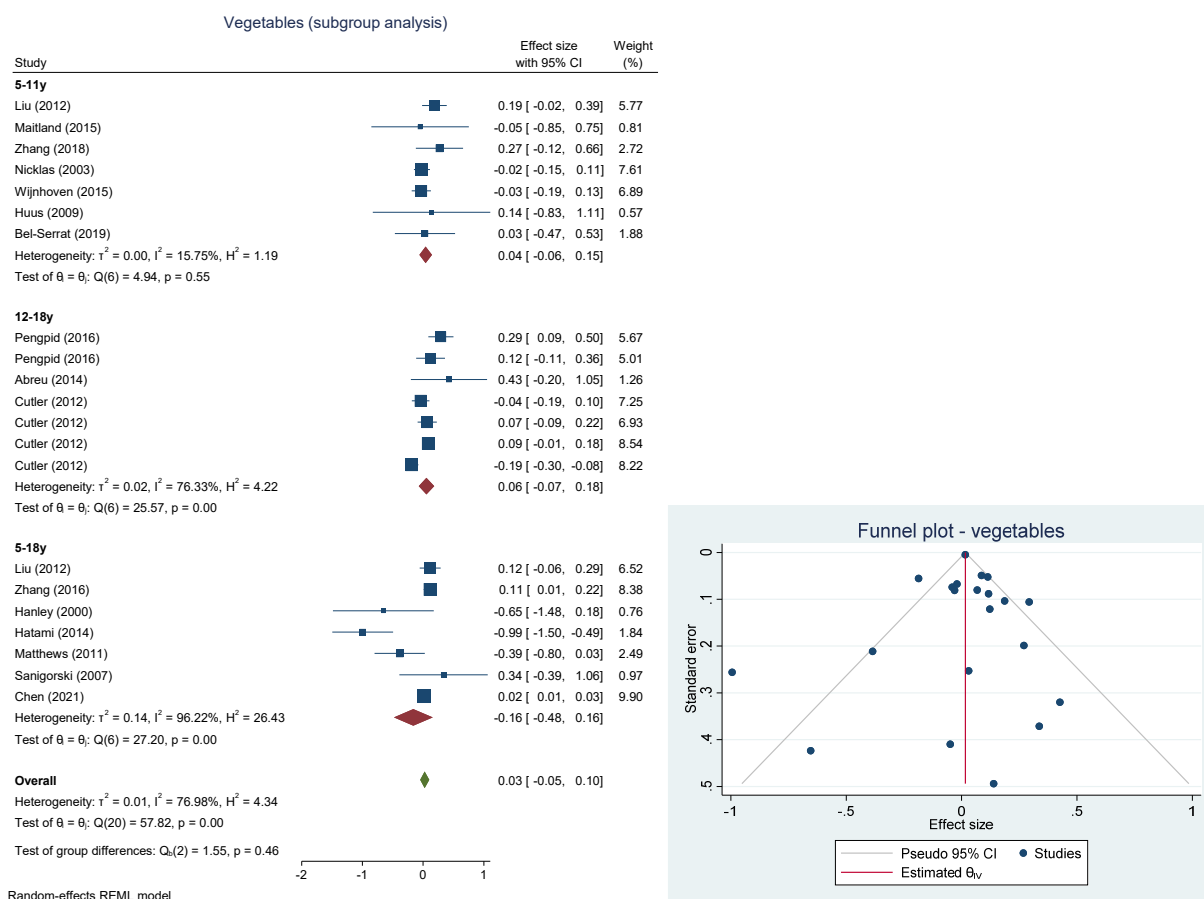 Vegetables (subgroup analysis)
Effect size Weight
Study with 95% CI (%)
5-11y
Liu (2012) 0.19 [ -0.02, 0.39] 5.77
Maitland (2015) -0.05 [ -0.85, 0.75] 0.81
Zhang (2018) 0.27 [ -0.12, 0.66] 2.72
Nicklas (2003) -0.02 [ -0.15, 0.11] 7.61
Wijnhoven (2015) -0.03 [ -0.19, 0.13] 6.89
Huus (2009) 0.14 [ -0.83, 1.11] 0.57
Bel-Serrat (2019) 0.03 [ -0.47, 0.53] 1.88
Heterogeneity: τ² = 0.00, I² = 15.75%, H² = 1.19 0.04 [ -0.06, 0.15]
Test of θᵢ = θⱼ: Q(6) = 4.94, p = 0.55
12-18y
Pengpid (2016) 0.29 [ 0.09, 0.50] 5.67
Pengpid (2016) 0.12 [ -0.11, 0.36] 5.01
Abreu (2014) 0.43 [ -0.20, 1.05] 1.26
Cutler (2012) -0.04 [ -0.19, 0.10] 7.25
Cutler (2012) 0.07 [ -0.09, 0.22] 6.93
Cutler (2012) 0.09 [ -0.01, 0.18] 8.54
Cutler (2012) -0.19 [ -0.30, -0.08] 8.22
Heterogeneity: τ² = 0.02, I² = 76.33%, H² = 4.22 0.06 [ -0.07, 0.18]
Test of θᵢ = θⱼ: Q(6) = 25.57, p = 0.00
5-18y
Liu (2012) 0.12 [ -0.06, 0.29] 6.52
Zhang (2016) 0.11 [ 0.01, 0.22] 8.38
Hanley (2000) -0.65 [ -1.48, 0.18] 0.76
Hatami (2014) -0.99 [ -1.50, -0.49] 1.84
Matthews (2011) -0.39 [ -0.80, 0.03] 2.49
Sanigorski (2007) 0.34 [ -0.39, 1.06] 0.97
Chen (2021) 0.02 [ 0.01, 0.03] 9.90
Heterogeneity: τ² = 0.14, I² = 96.22%, H² = 26.43 -0.16 [ -0.48, 0.16]
Test of θᵢ = θⱼ: Q(6) = 27.20, p = 0.00
Overall 0.03 [ -0.05, 0.10]
Heterogeneity: τ² = 0.01, I² = 76.98%, H² = 4.34
Test of θᵢ = θⱼ: Q(20) = 57.82, p = 0.00
Test of group differences: Q_b(2) = 1.55, p = 0.46
-2 -1 0 1
Random-effects REML model
Funnel plot - vegetables
Standard error
0
.1
.2
.3
.4
.5
-1 -.5 0 .5 1
Effect size
Pseudo 95% CI Studies
Estimated θ_IV